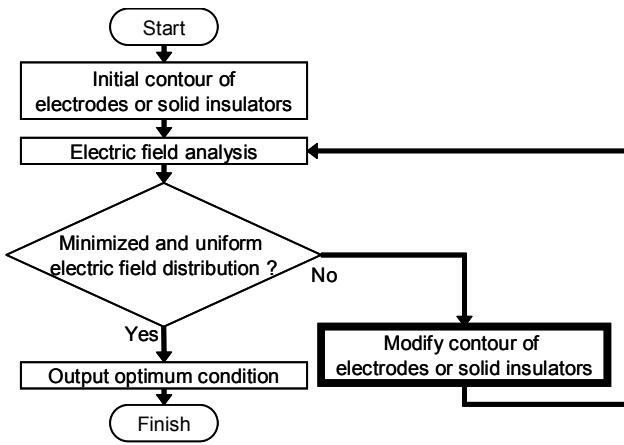 Start
Initial contour of
electrodes or solid insulators
Electric field analysis
Minimized and uniform
electric field distribution ?
No
Yes
Modify contour of
electrodes or solid insulators
Output optimum condition
Finish